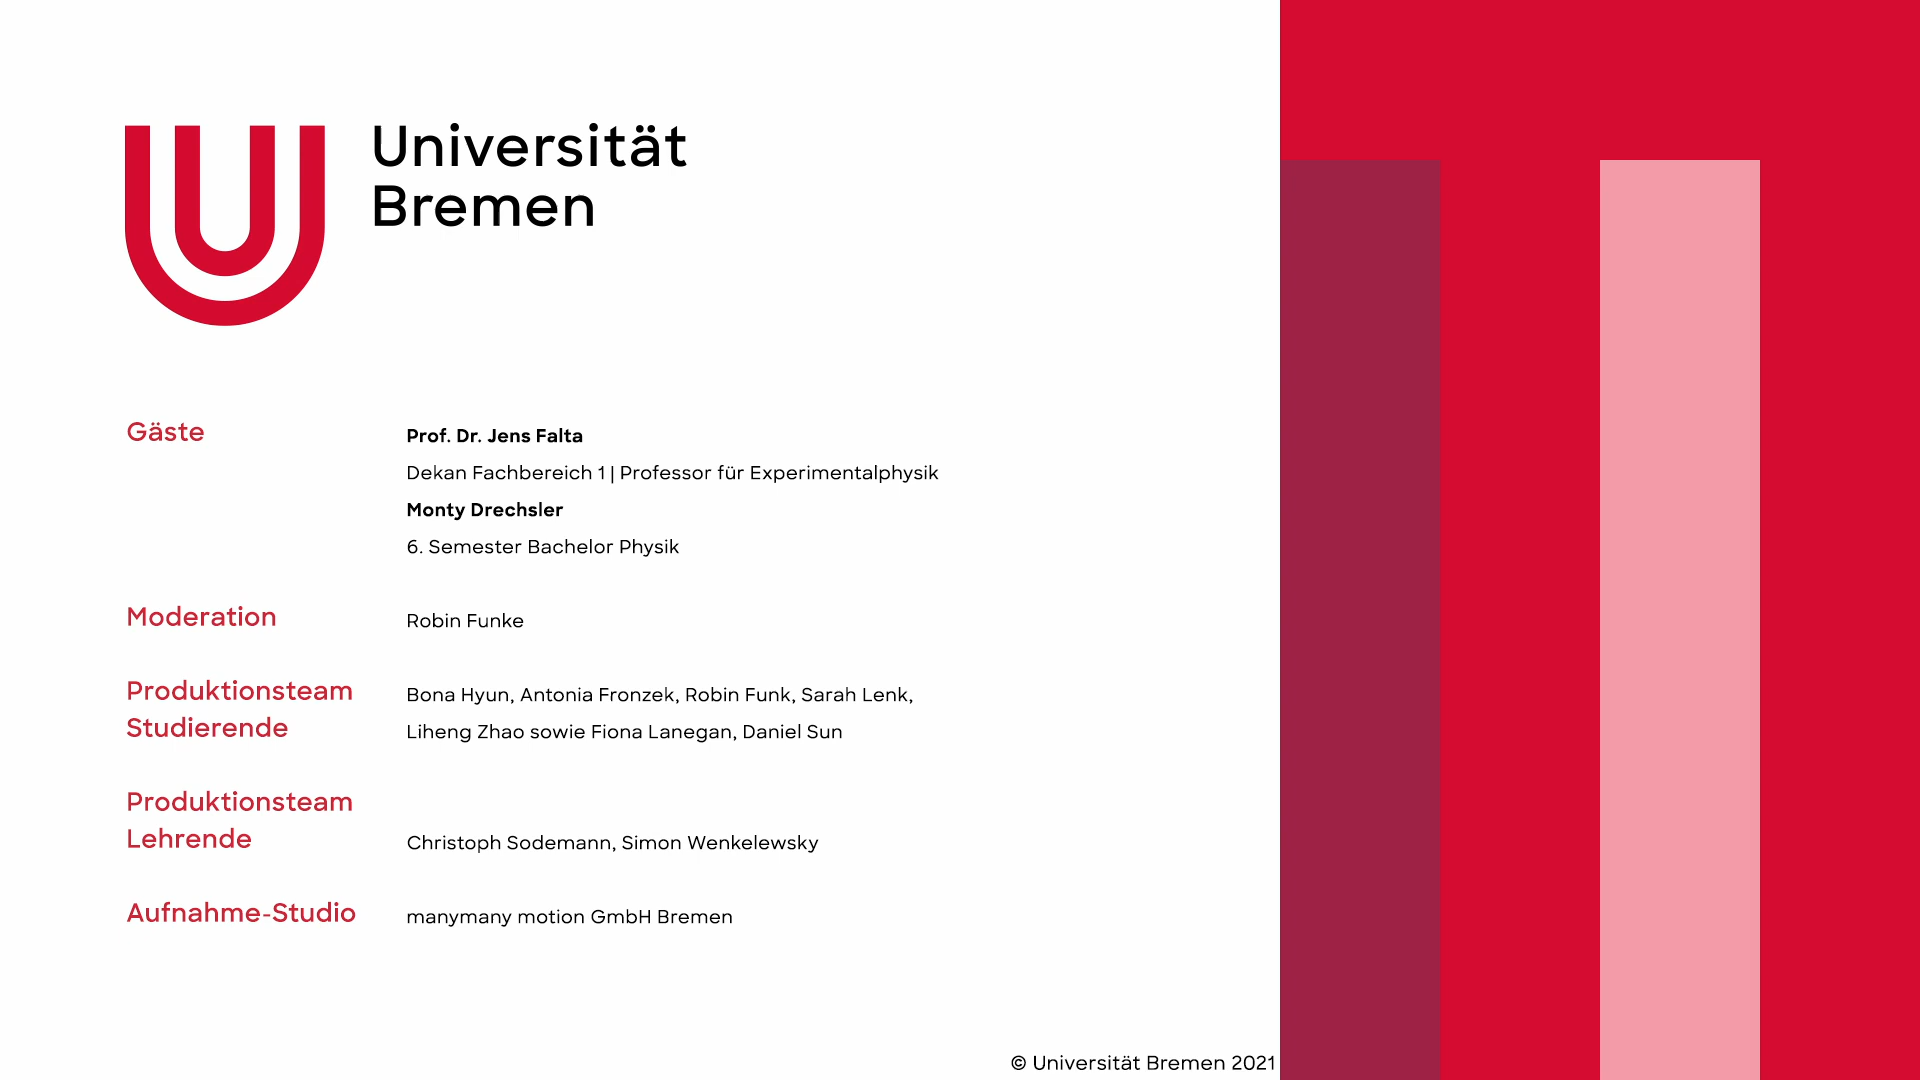 Universität
Bremen
Gäste
Prof. Dr. Jens Falta
Dekan Fachbereich 1 | Professor für Experimentalphysik
Monty Drechsler
6. Semester Bachelor Physik
Moderation
Robin Funke
Produktionsteam
Studierende
Bona Hyun, Antonia Fronzek, Robin Funk, Sarah Lenk,
Liheng Zhao sowie Fiona Lanegan, Daniel Sun
Produktionsteam
Lehrende
Christoph Sodemann, Simon Wenkelewsky
Aufnahme-Studio
manymany motion GmbH Bremen
© Universität Bremen 2021